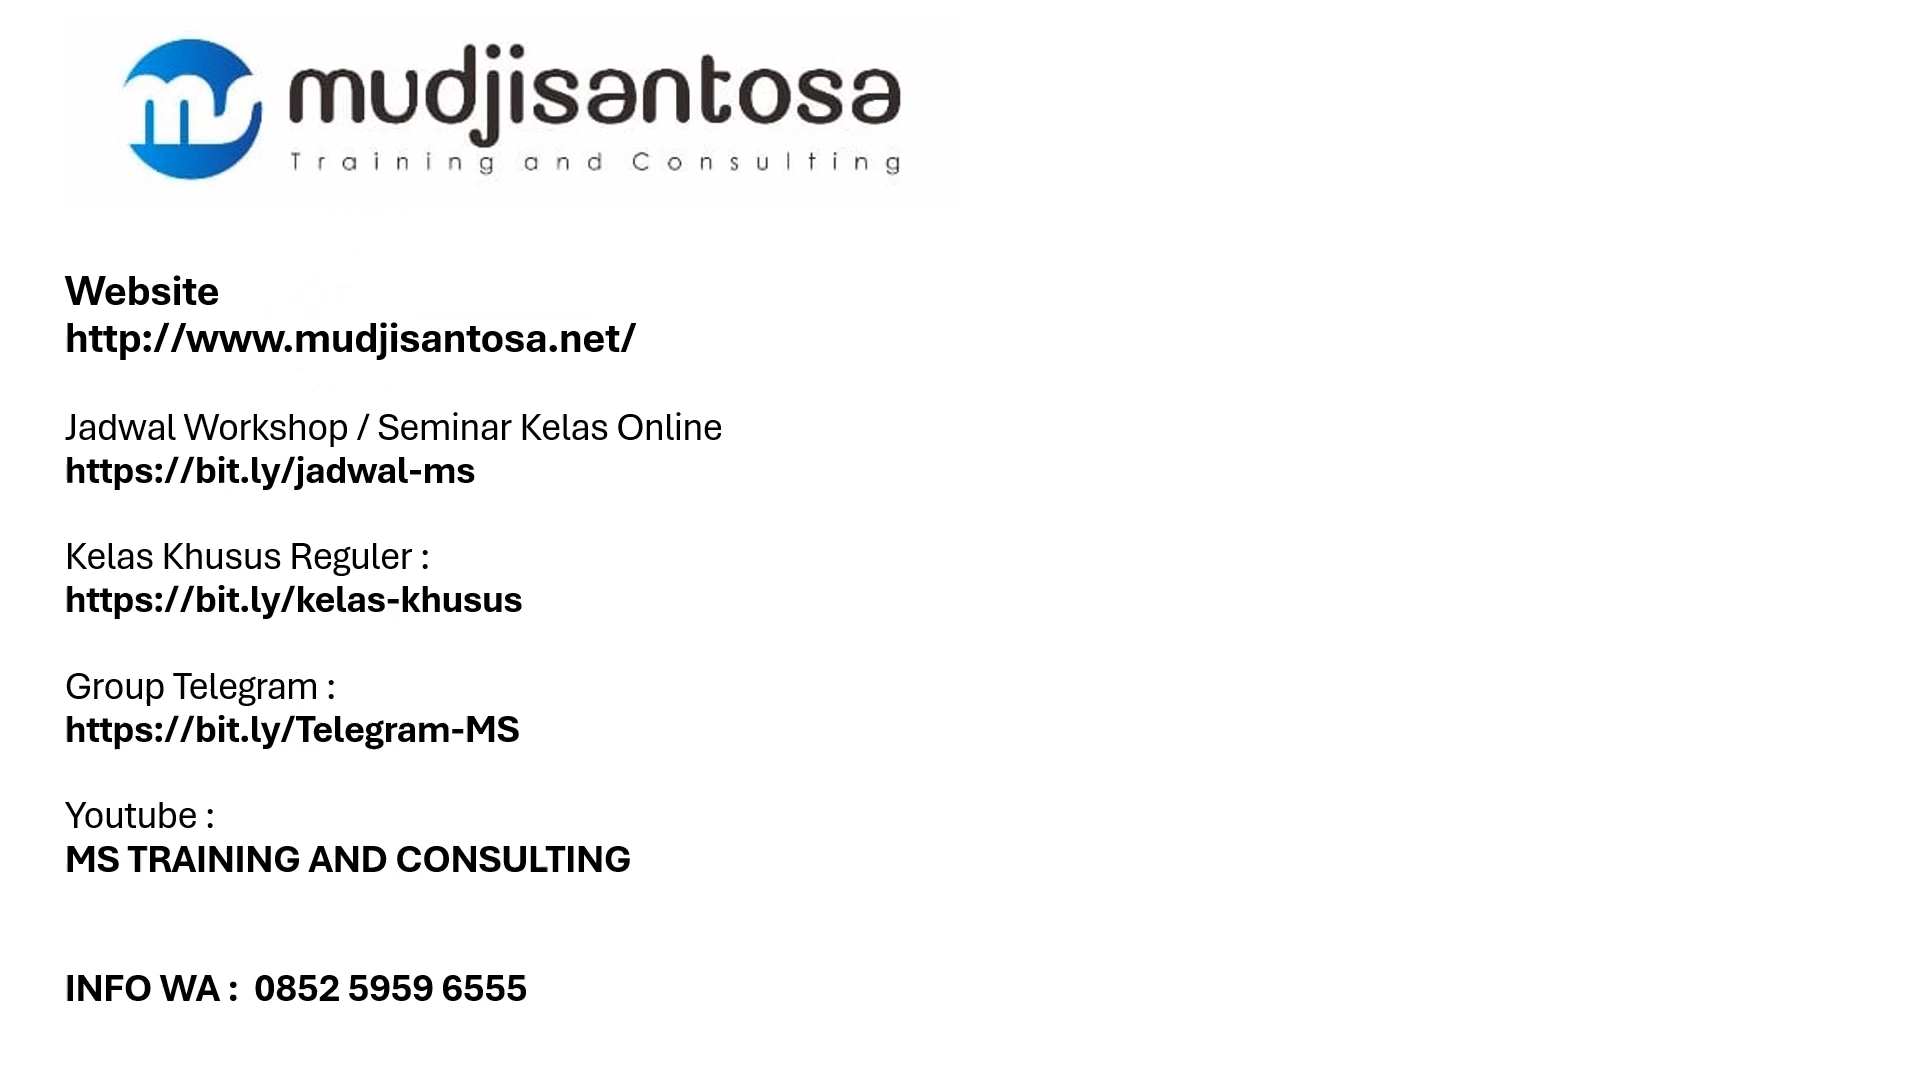 mudjisantosa
Training and Consulting
Website
http://www.mudjisantosa.net/
Jadwal Workshop / Seminar Kelas Online
https://bit.ly/jadwal-ms
Kelas Khusus Reguler :
https://bit.ly/kelas-khusus
Group Telegram :
https://bit.ly/Telegram-MS
Youtube :
MS TRAINING AND CONSULTING
INFO WA : 0852 5959 6555